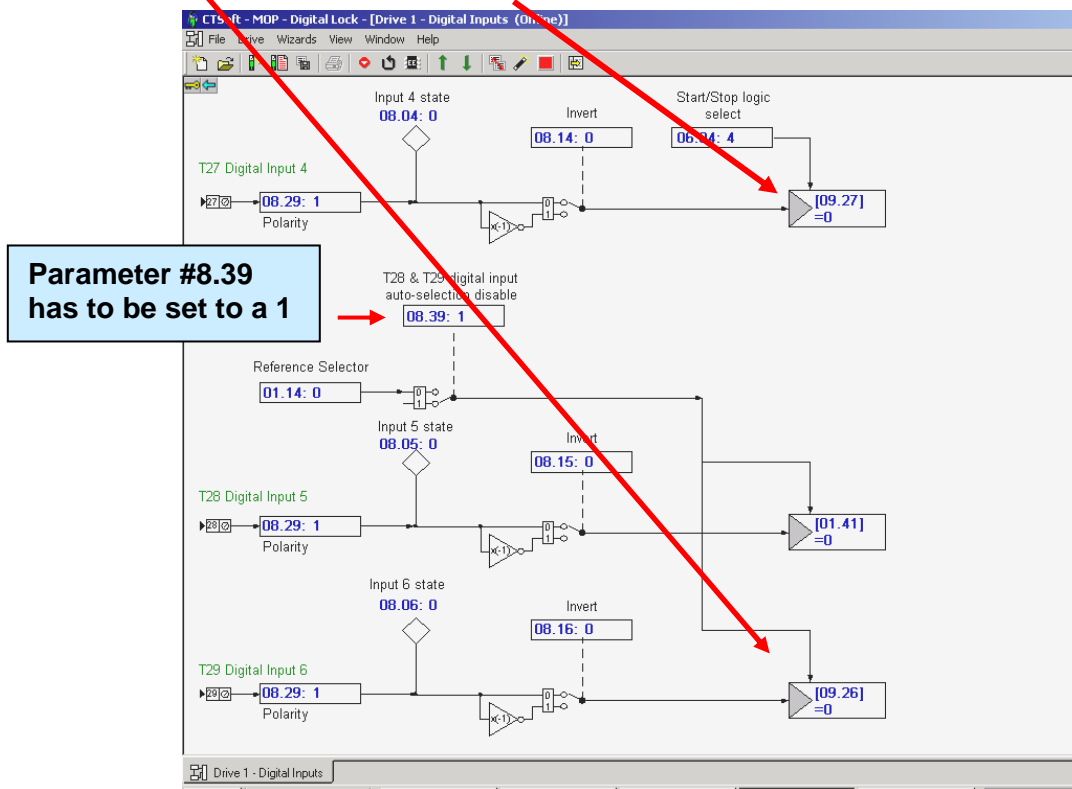 CTSoft - MOP - Digital Lock - [Drive 1 - Digital Inputs (Online)]
File Drive Wizards View Window Help
Input 4 state
08.04: 0
Invert
08.14: 0
Start/Stop logic
select
06.04: 4
T27 Digital Input 4
27
08.29: 1
Polarity
x(-1)
0
1
[09.27]
=0
Parameter #8.39
has to be set to a 1
T28 & T29 digital input
auto-selection disable
08.39: 1
Reference Selector
01.14: 0
0
1
Input 5 state
08.05: 0
Invert
08.15: 0
T28 Digital Input 5
28
08.29: 1
Polarity
x(-1)
0
1
[01.41]
=0
Input 6 state
08.06: 0
Invert
08.16: 0
T29 Digital Input 6
29
08.29: 1
Polarity
x(-1)
0
1
[09.26]
=0
Drive 1 - Digital Inputs